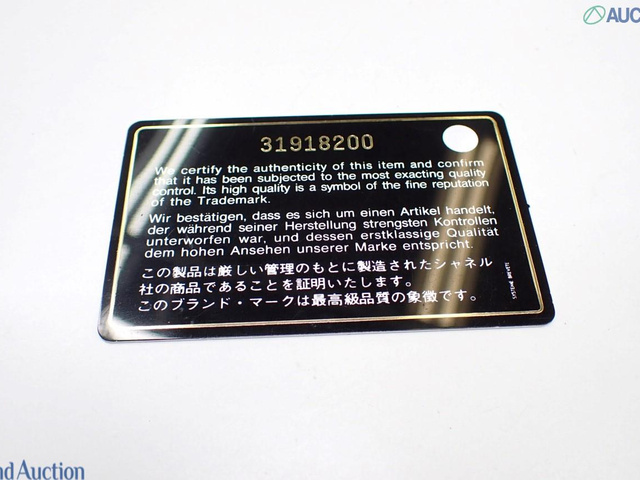 AUC
31918200
We certify the authenticity of this item and confirm
that it has been subjected to the most exacting quality
control. Its high quality is a symbol of the fine reputation
of the Trademark.
Wir bestätigen, dass es sich um einen Artikel handelt,
der während seiner Herstellung strengsten Kontrollen
unterworfen war, und dessen erstklassige Qualität
dem hohen Ansehen unserer Marke entspricht.
この製品は厳しい管理のもとに製造されたシャネル
社の商品であることを証明いたします。
このブランド・マークは最高級品質の象徴です。
SYSTEME BREVETE
nd Auction